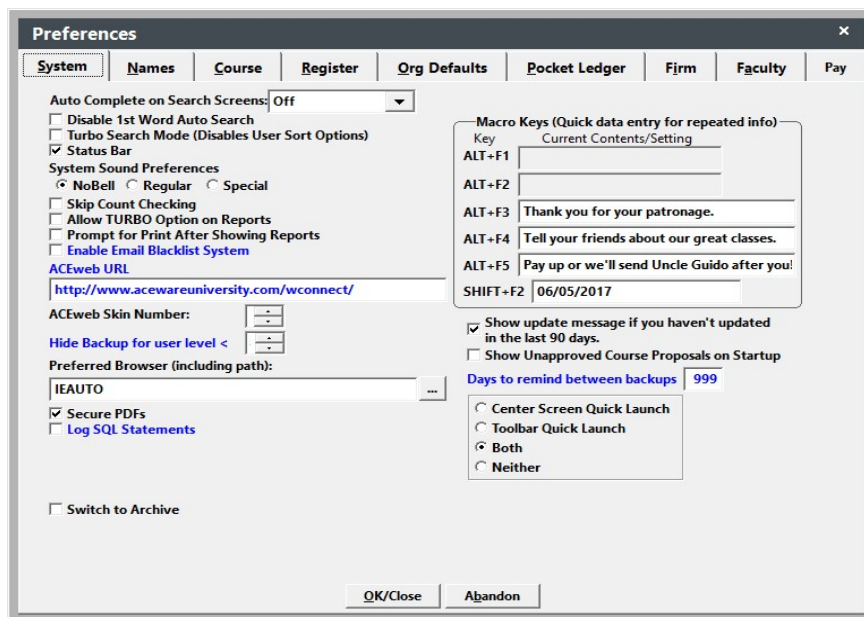 Preferences
System Names Course Register Org Defaults Pocket Ledger Firm Faculty Pay
Auto Complete on Search Screens: Off
Disable 1st Word Auto Search
Turbo Search Mode (Disables User Sort Options)
Status Bar
System Sound Preferences
NoBell Regular Special
Skip Count Checking
Allow TURBO Option on Reports
Prompt for Print After Showing Reports
Enable Email Blacklist System
ACEweb URL
http://www.acewareuniversity.com/wconnect/
ACEweb Skin Number:
Hide Backup for user level <
Preferred Browser (including path):
IEAUTO
...
Secure PDFs
Log SQL Statements
Switch to Archive
Macro Keys (Quick data entry for repeated info)
Key Current Contents/Setting
ALT+F1
ALT+F2
ALT+F3 Thank you for your patronage.
ALT+F4 Tell your friends about our great classes.
ALT+F5 Pay up or we'll send Uncle Guido after you!
SHIFT+F2 06/05/2017
Show update message if you haven't updated
in the last 90 days.
Show Unapproved Course Proposals on Startup
Days to remind between backups 999
Center Screen Quick Launch
Toolbar Quick Launch
Both
Neither
OK/Close Abandon